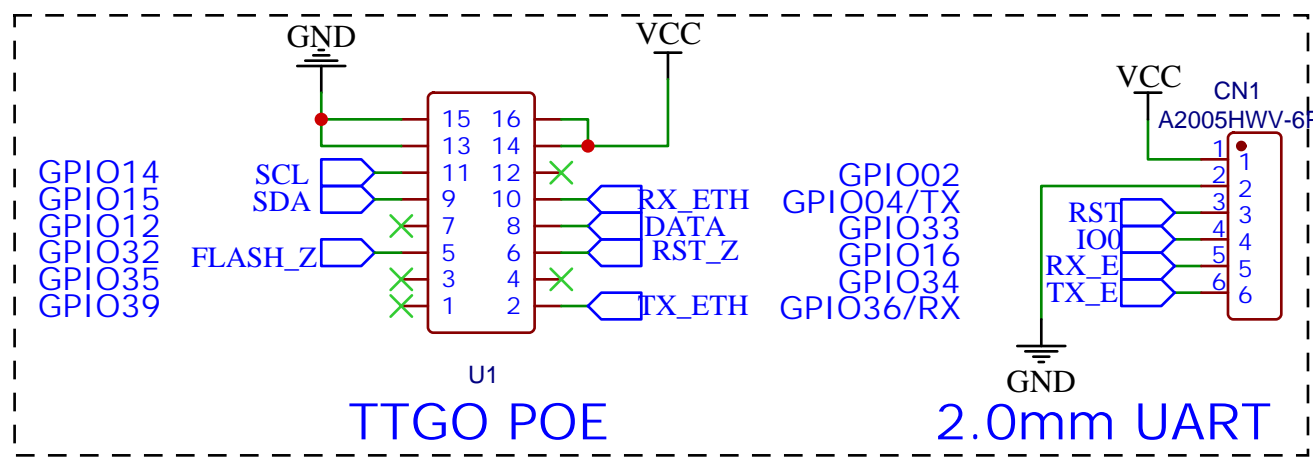 GND
VCC
15 16
13 14
GPIO14 SCL 11 12 GPIO02
GPIO15 SDA 9 10 RX_ETH GPIO04/TX
GPIO12 7 8 DATA GPIO33
GPIO32 FLASH_Z 5 6 RST_Z GPIO16
GPIO35 3 4 GPIO34
GPIO39 1 2 TX_ETH GPIO36/RX
U1
TTGO POE
VCC
CN1
A2005HWV-6P
1 1
2 2
RST 3 3
IO0 4 4
RX_E 5 5
TX_E 6 6
GND
2.0mm UART